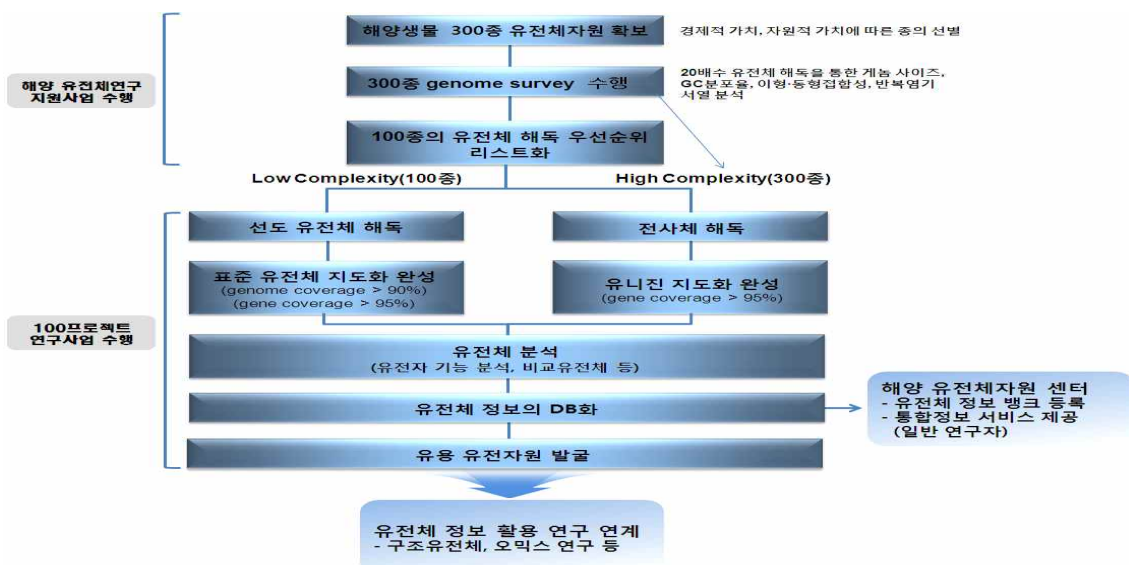 해양생물 300종 유전체자원 확보
경제적 가치, 자원적 가치에 따른 종의 선별
해양 유전체연구
지원사업 수행
300종 genome survey 수행
20배수 유전체 해독을 통한 게놈 사이즈,
GC분포율, 이형·동형접합성, 반복염기
서열 분석
100종의 유전체 해독 우선순위
리스트화
Low Complexity(100종)
High Complexity(300종)
선도 유전체 해독
전사체 해독
표준 유전체 지도화 완성
(genome coverage > 90%)
(gene coverage > 95%)
유니진 지도화 완성
(gene coverage > 95%)
100프로젝트
연구사업 수행
유전체 분석
(유전자 기능 분석, 비교유전체 등)
유전체 정보의 DB화
해양 유전체자원 센터
- 유전체 정보 뱅크 등록
- 통합정보 서비스 제공
(일반 연구자)
유용 유전자원 발굴
유전체 정보 활용 연구 연계
- 구조유전체, 오믹스 연구 등